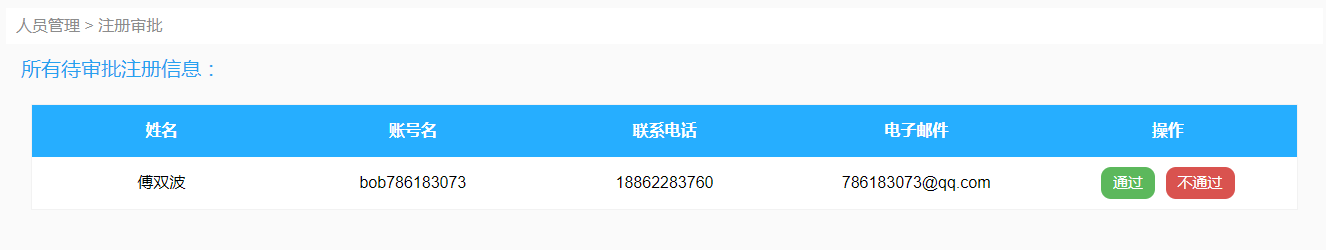 人员管理 > 注册审批
所有待审批注册信息：
姓名 账号名 联系电话 电子邮件 操作
傅双波 bob786183073 18862283760 786183073@qq.com 通过 不通过